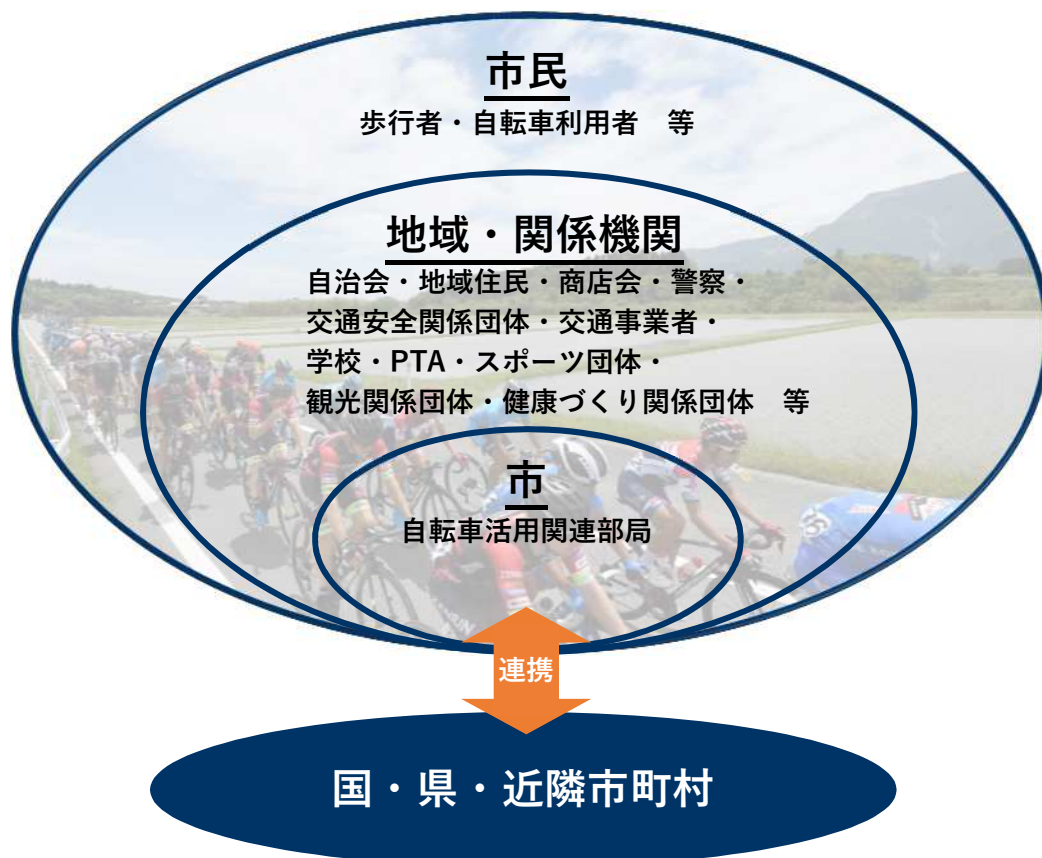 市民
歩行者・自転車利用者　等
地域・関係機関
自治会・地域住民・商店会・警察・
交通安全関係団体・交通事業者・
学校・PTA・スポーツ団体・
観光関係団体・健康づくり関係団体　等
市
自転車活用関連部局
連携
国・県・近隣市町村